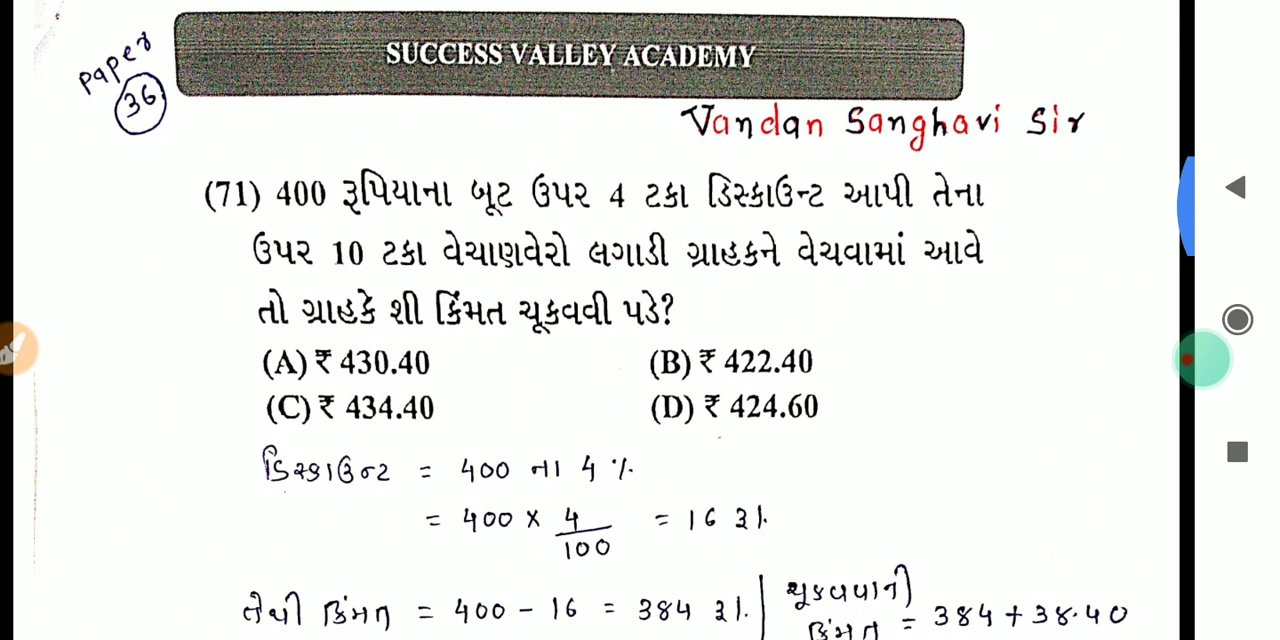 paper
36
SUCCESS VALLEY ACADEMY
Vandan Sanghavi Sir
(71) 400 રૂપિયાના બૂટ ઉપર 4 ટકા ડિસ્કાઉન્ટ આપી તેના
ઉપર 10 ટકા વેચાણવેરો લગાડી ગ્રાહકને વેચવામાં આવે
તો ગ્રાહકે શી કિંમત ચૂકવવી પડે?
(A) ₹ 430.40 (B) ₹ 422.40
(C) ₹ 434.40 (D) ₹ 424.60
ડિસ્કાઉન્ટ = 400 ના 4 %
= 400 × 4/100 = 16 રૂા.
તેથી કિંમત = 400 - 16 = 384 રૂા.
ચૂકવવાની
કિંમત = 384 + 38.40